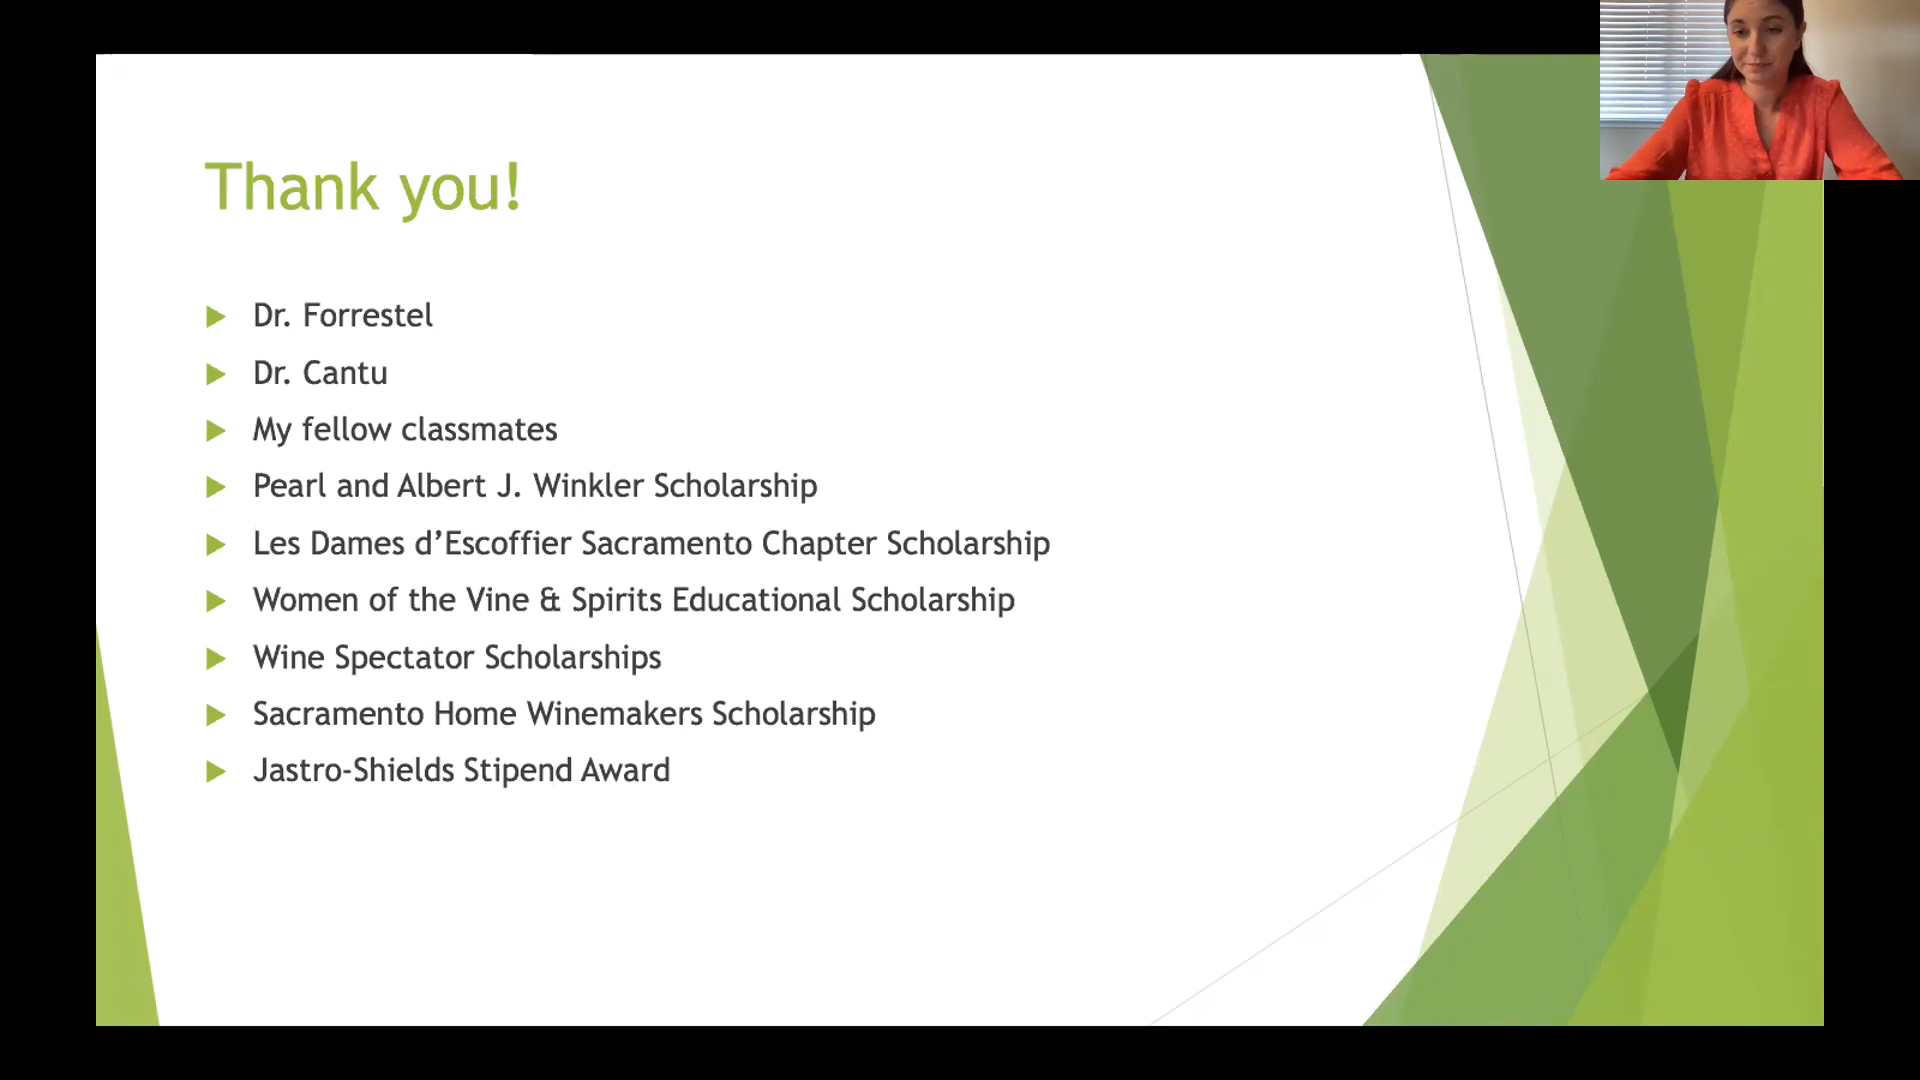 Thank you!
Dr. Forrestel
Dr. Cantu
My fellow classmates
Pearl and Albert J. Winkler Scholarship
Les Dames d’Escoffier Sacramento Chapter Scholarship
Women of the Vine & Spirits Educational Scholarship
Wine Spectator Scholarships
Sacramento Home Winemakers Scholarship
Jastro-Shields Stipend Award